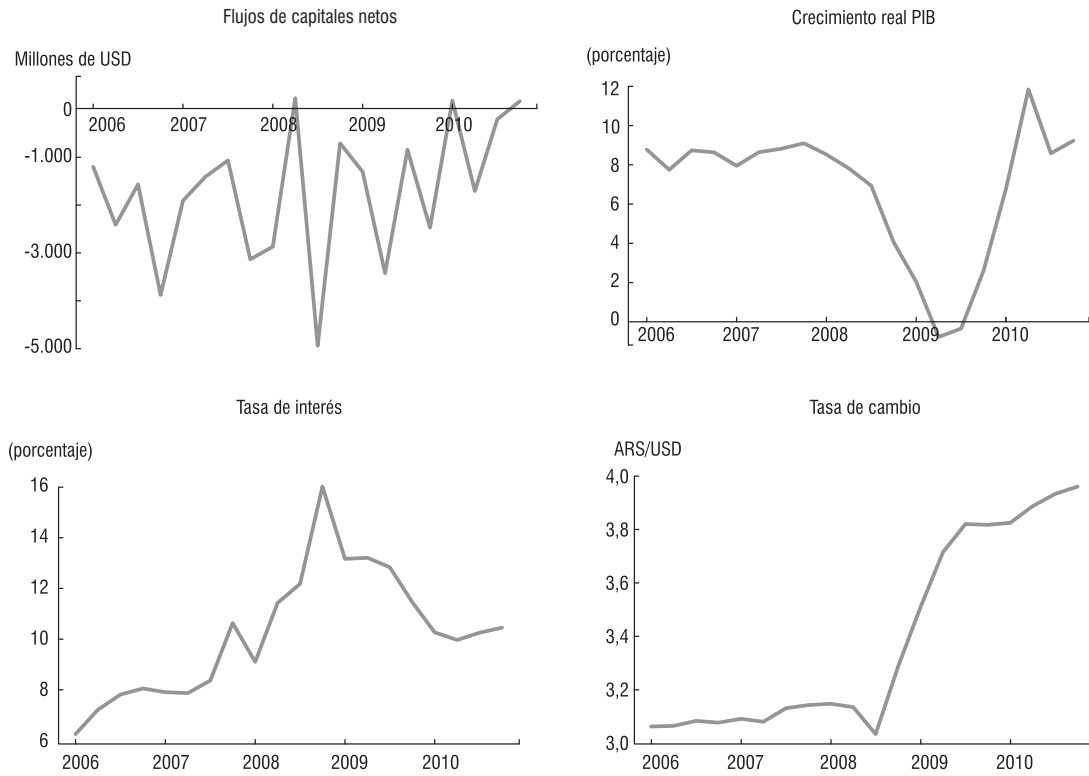 Flujos de capitales netos
Millones de USD
0
-1.000
-3.000
-5.000
2006 2007 2008 2009 2010
Crecimiento real PIB
(porcentaje)
12
10
8
6
4
2
0
2006 2007 2008 2009 2010
Tasa de interés
(porcentaje)
16
14
12
10
8
6
2006 2007 2008 2009 2010
Tasa de cambio
ARS/USD
4,0
3,8
3,6
3,4
3,2
3,0
2006 2007 2008 2009 2010